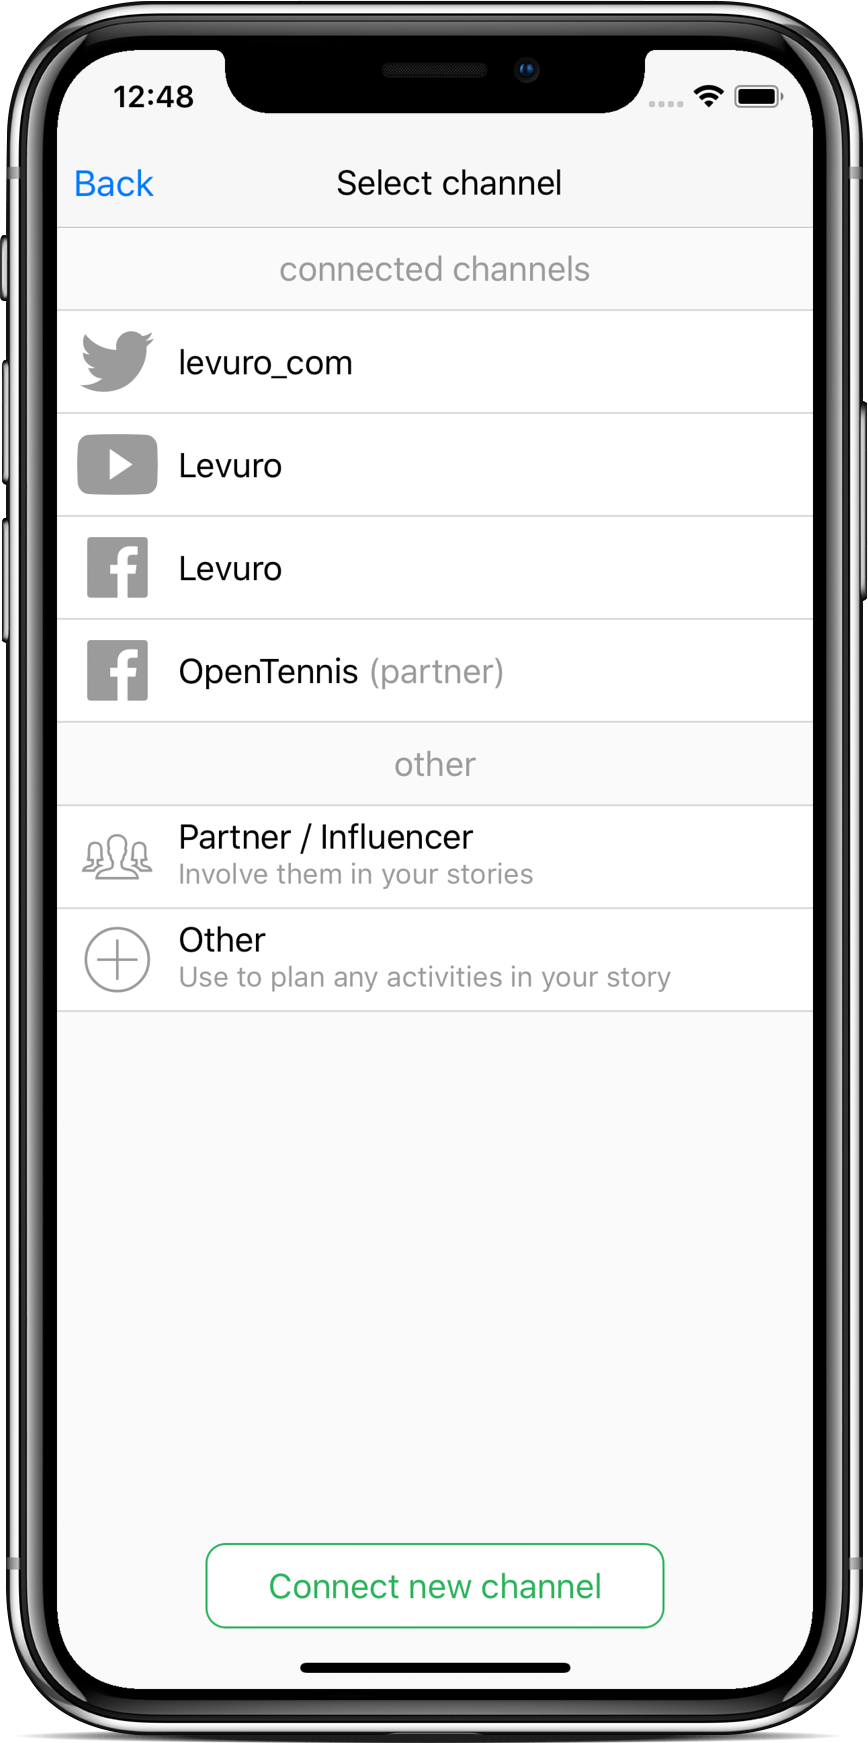 12:48
Back
Select channel
connected channels
levuro_com
Levuro
Levuro
OpenTennis (partner)
other
Partner / Influencer
Involve them in your stories
Other
Use to plan any activities in your story
Connect new channel